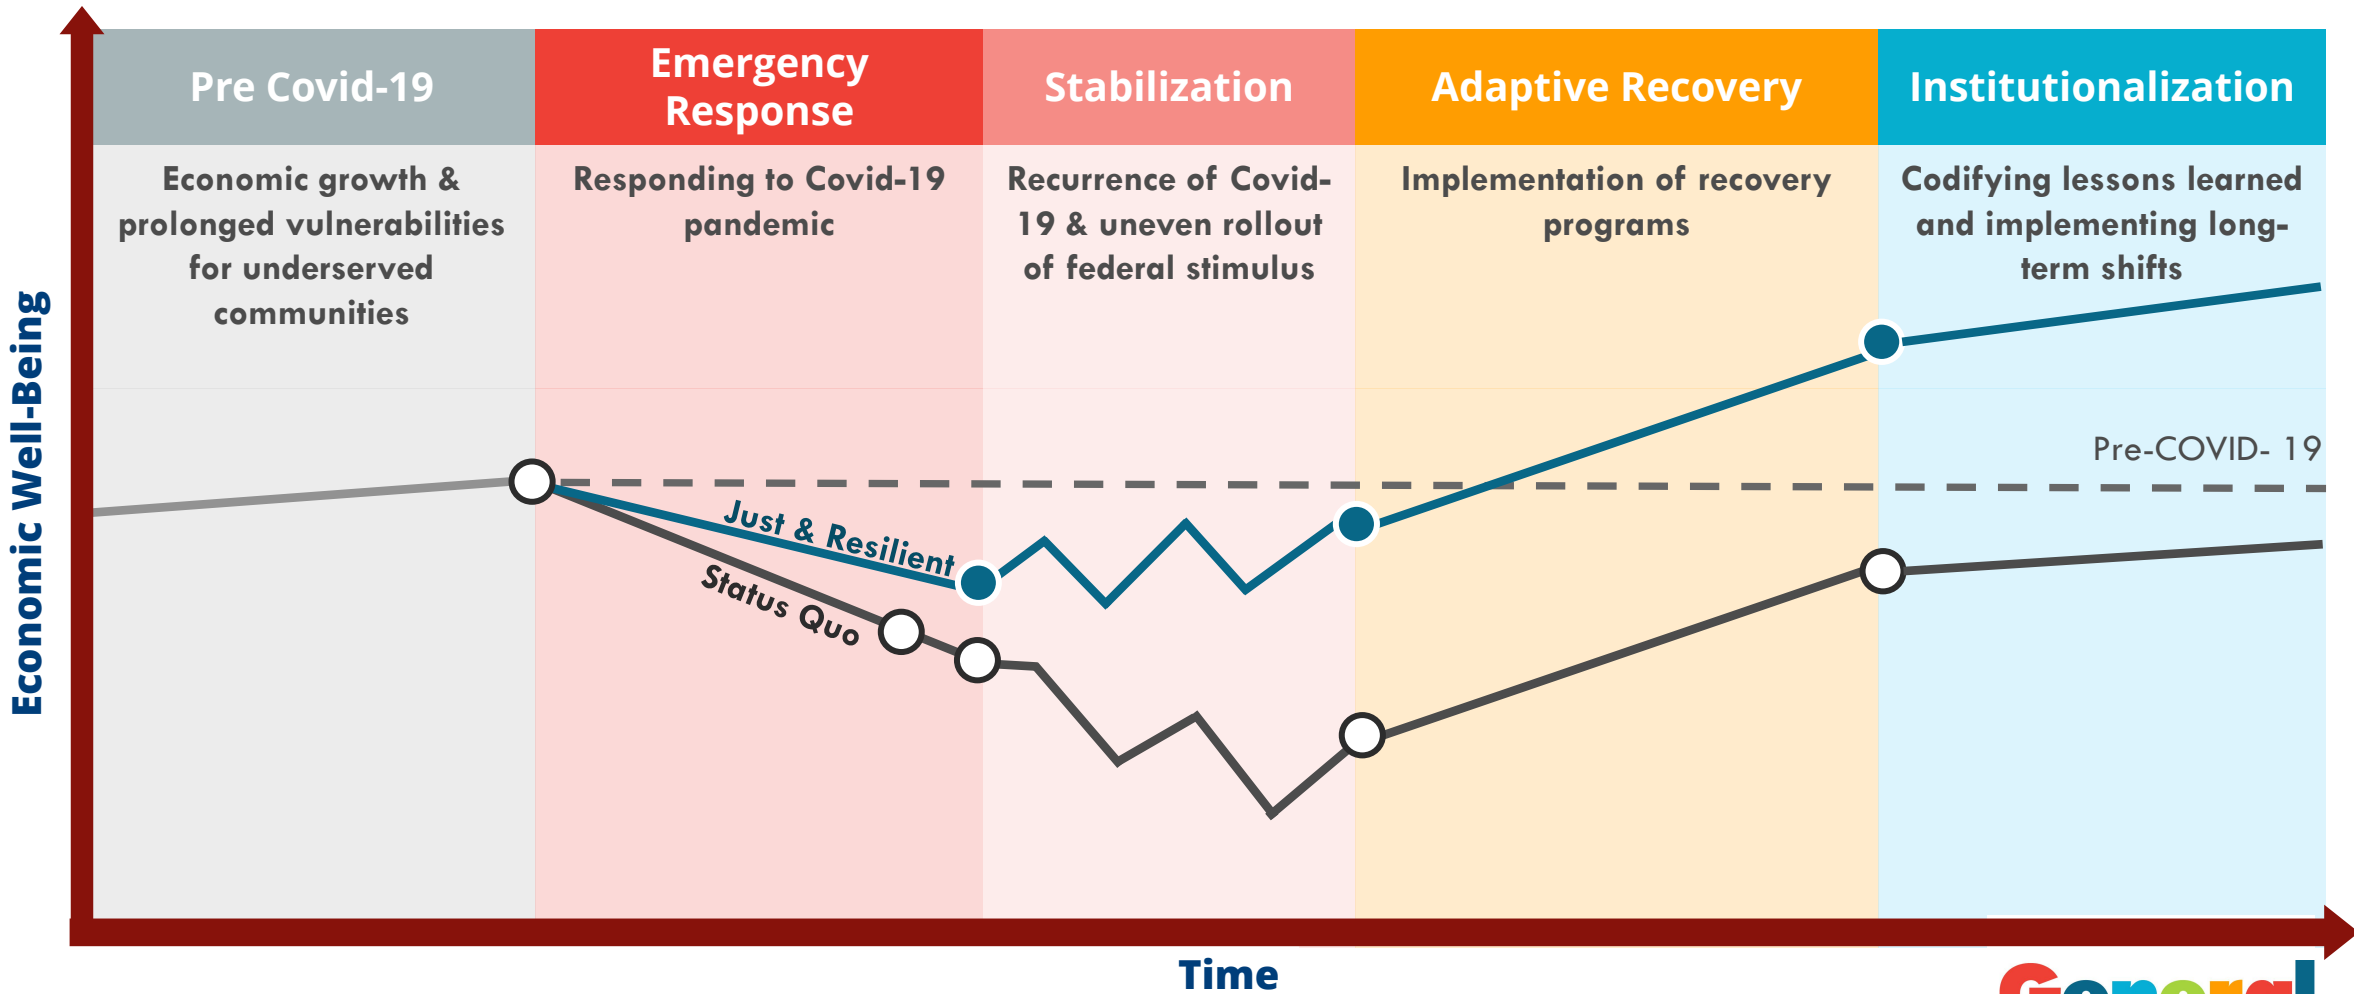 Pre Covid-19
Emergency
Response
Stabilization
Adaptive Recovery
Institutionalization
Economic growth &
prolonged vulnerabilities
for underserved
communities
Responding to Covid-19
pandemic
Recurrence of Covid-
19 & uneven rollout
of federal stimulus
Implementation of recovery
programs
Codifying lessons learned
and implementing long-
term shifts
Economic Well-Being
Pre-COVID- 19
Just & Resilient
Status Quo
Time